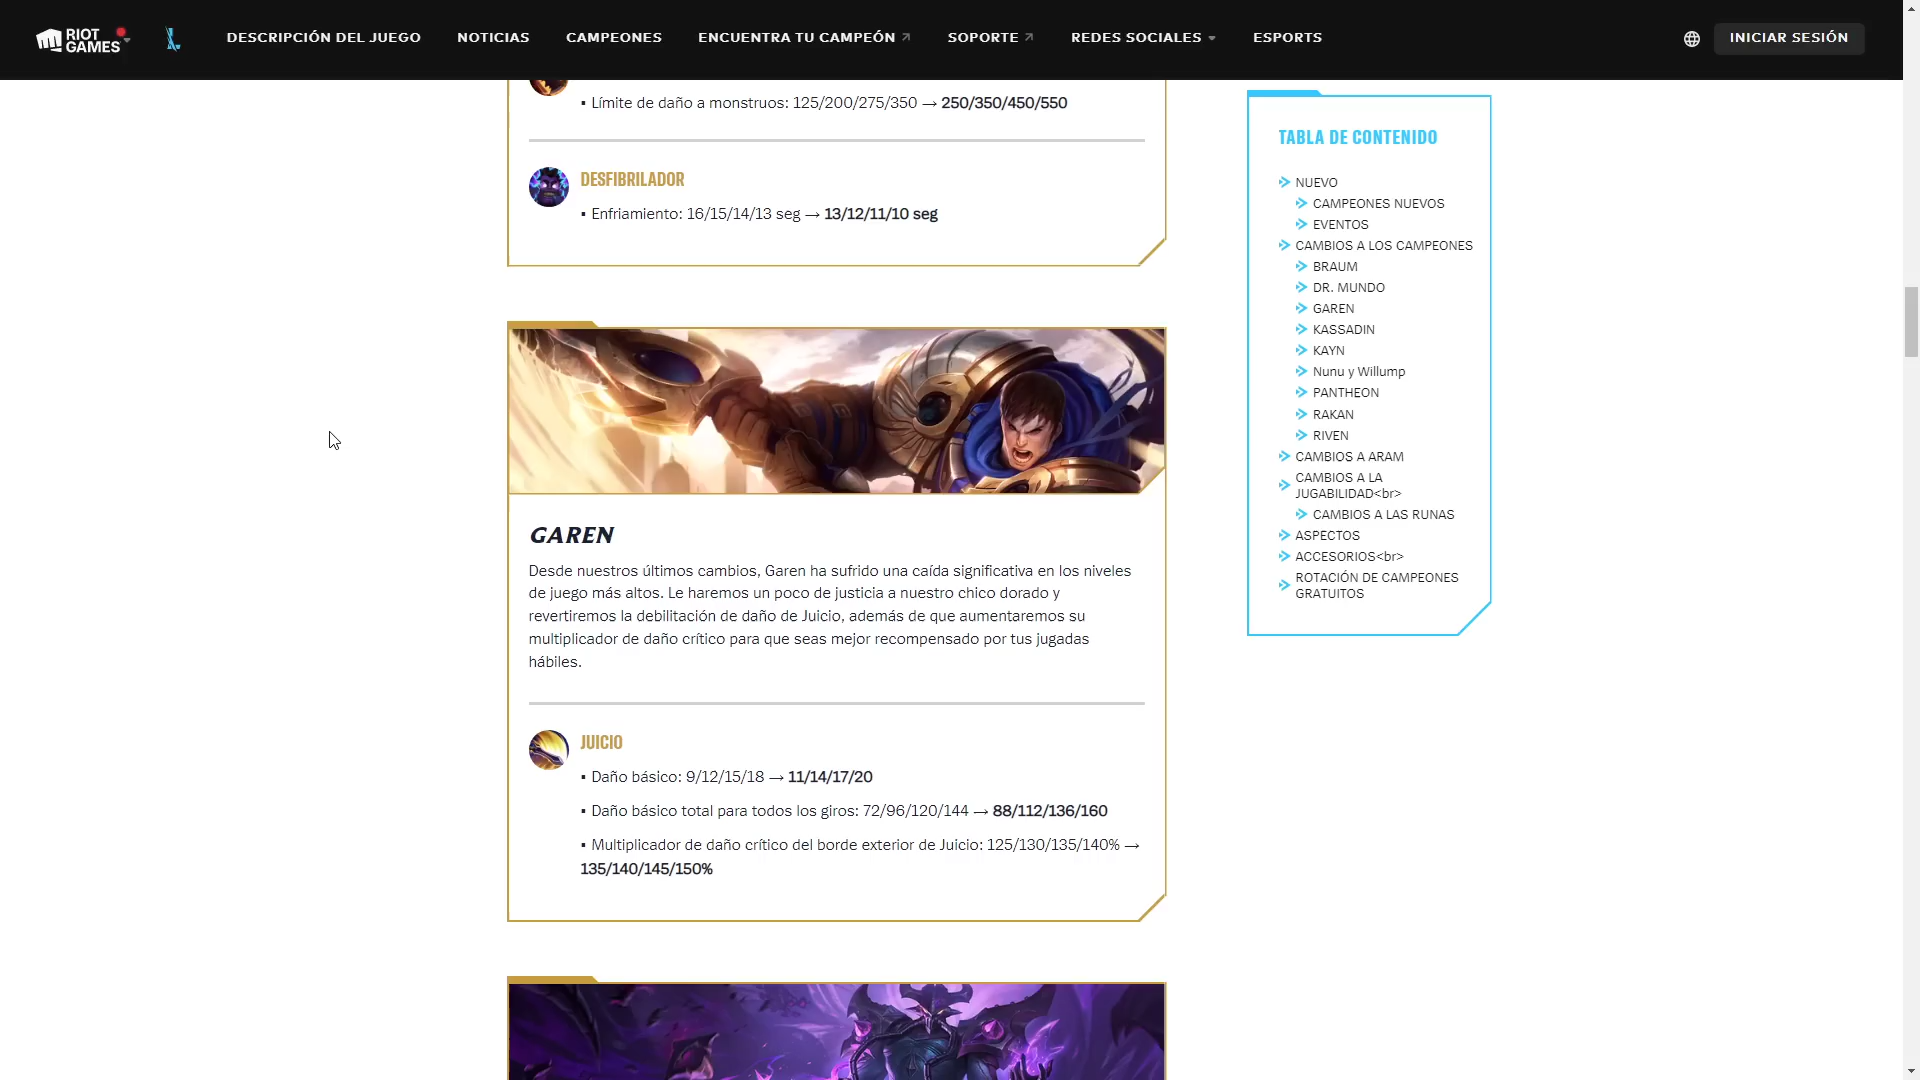 RIOT GAMES
DESCRIPCIÓN DEL JUEGO
NOTICIAS
CAMPEONES
ENCUENTRA TU CAMPEÓN
SOPORTE
REDES SOCIALES
ESPORTS
INICIAR SESIÓN
▪ Límite de daño a monstruos: 125/200/275/350 → 250/350/450/550
DESFIBRILADOR
▪ Enfriamiento: 16/15/14/13 seg → 13/12/11/10 seg
GAREN
Desde nuestros últimos cambios, Garen ha sufrido una caída significativa en los niveles
de juego más altos. Le haremos un poco de justicia a nuestro chico dorado y
revertiremos la debilitación de daño de Juicio, además de que aumentaremos su
multiplicador de daño crítico para que seas mejor recompensado por tus jugadas
hábiles.
JUICIO
▪ Daño básico: 9/12/15/18 → 11/14/17/20
▪ Daño básico total para todos los giros: 72/96/120/144 → 88/112/136/160
▪ Multiplicador de daño crítico del borde exterior de Juicio: 125/130/135/140% →
135/140/145/150%
TABLA DE CONTENIDO
NUEVO
CAMPEONES NUEVOS
EVENTOS
CAMBIOS A LOS CAMPEONES
BRAUM
DR. MUNDO
GAREN
KASSADIN
KAYN
Nunu y Willump
PANTHEON
RAKAN
RIVEN
CAMBIOS A ARAM
CAMBIOS A LA
JUGABILIDAD<br>
CAMBIOS A LAS RUNAS
ASPECTOS
ACCESORIOS<br>
ROTACIÓN DE CAMPEONES
GRATUITOS